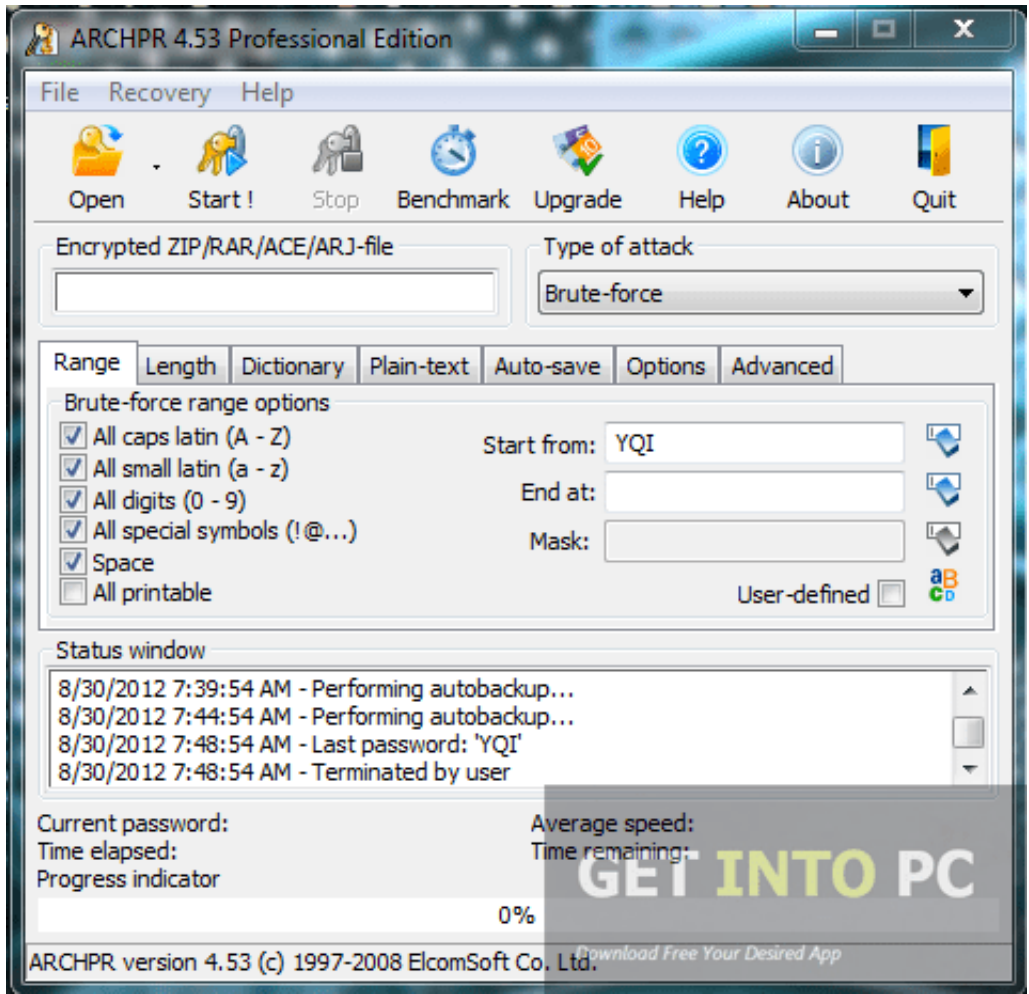 ARCHPR 4.53 Professional Edition
File Recovery Help
Open Start ! Stop Benchmark Upgrade Help About Quit
Encrypted ZIP/RAR/ACE/ARJ-file
Type of attack
Brute-force
Range Length Dictionary Plain-text Auto-save Options Advanced
Brute-force range options
All caps latin (A - Z)
All small latin (a - z)
All digits (0 - 9)
All special symbols (!@...)
Space
All printable
Start from: YQI
End at:
Mask:
User-defined
aB
cD
Status window
8/30/2012 7:39:54 AM - Performing autobackup...
8/30/2012 7:44:54 AM - Performing autobackup...
8/30/2012 7:48:54 AM - Last password: 'YQI'
8/30/2012 7:48:54 AM - Terminated by user
Current password:
Average speed:
Time elapsed:
Time remaining:
Progress indicator
0%
ARCHPR version 4.53 (c) 1997-2008 ElcomSoft Co. Ltd.
GET INTO PC
Download Free Your Desired App